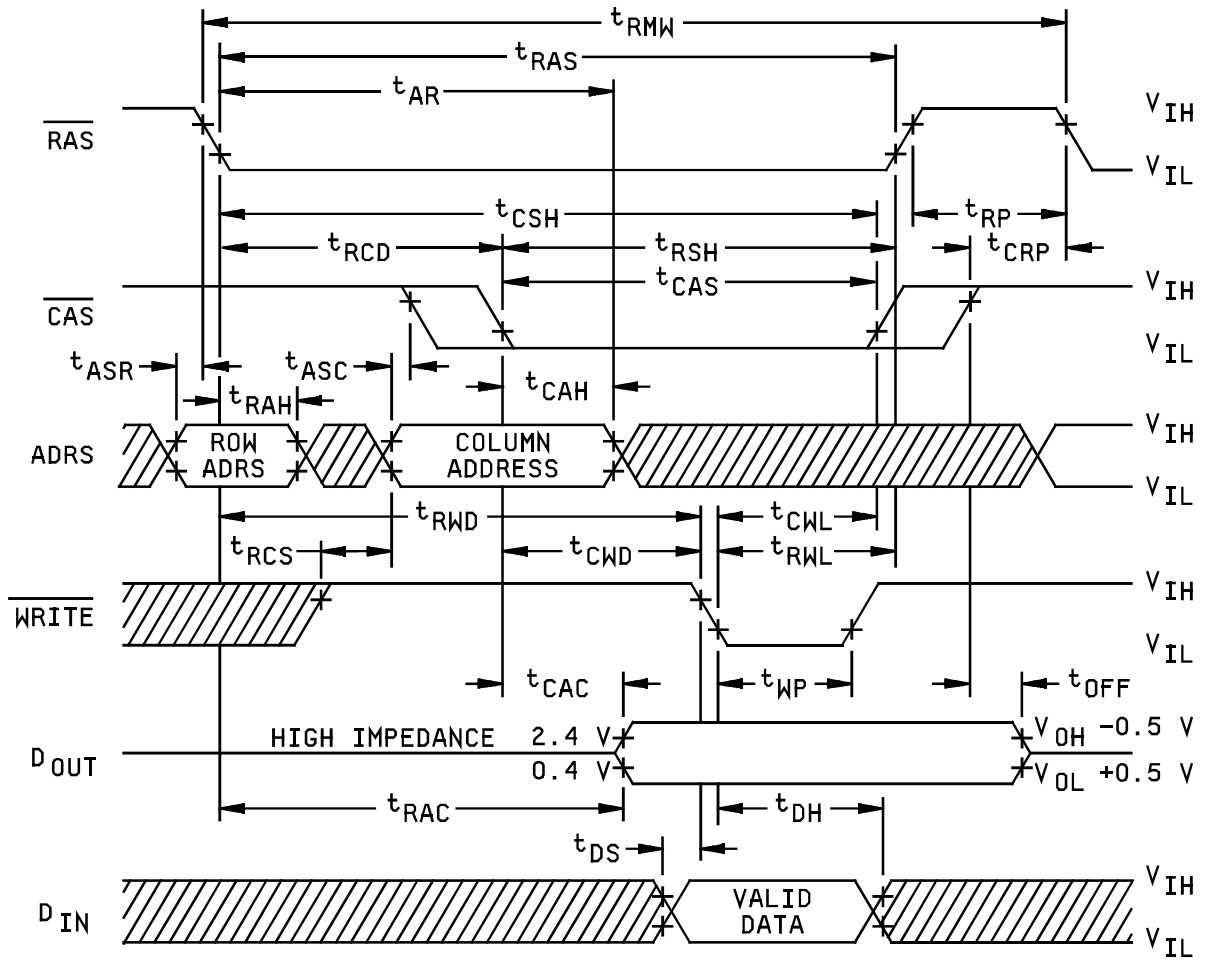 tRMW
tRAS
tAR
RAS
VIH
VIL
tCSH
tRP
tRCD
tRSH
tCRP
tCAS
CAS
VIH
VIL
tASR
tASC
tCAH
tRAH
ADRS
ROW
ADRS
COLUMN
ADDRESS
VIH
VIL
tRWD
tCWL
tRCS
tCWD
tRWL
WRITE
VIH
VIL
tCAC
tWP
tOFF
DOUT
HIGH IMPEDANCE 2.4 V
0.4 V
VOH -0.5 V
VOL +0.5 V
tRAC
tDH
tDS
DIN
VALID
DATA
VIH
VIL